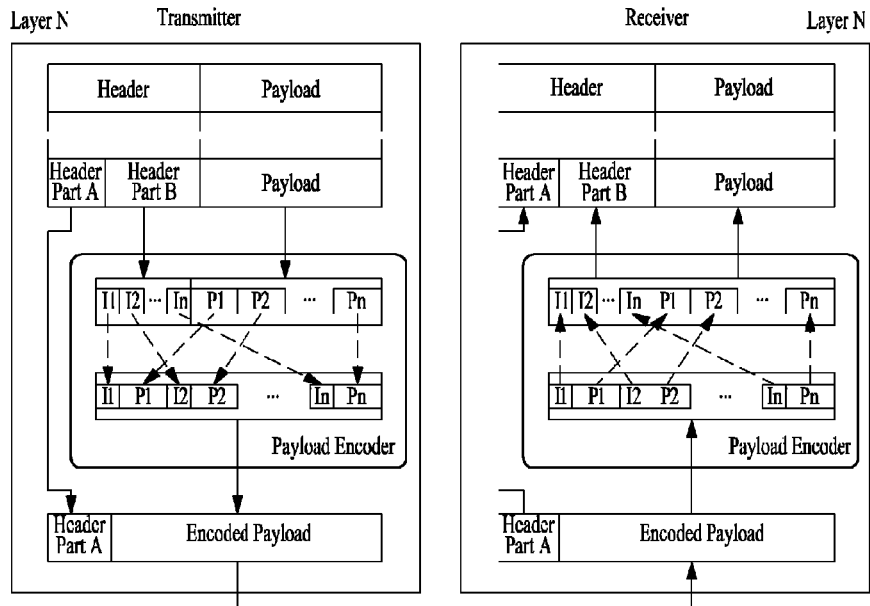 Layer N Transmitter Receiver Layer N
Header Payload Header Payload
Header Part A Header Part B Payload Header Part A Header Part B Payload
I1 I2 ... In P1 P2 ... Pn I1 I2 ... In P1 P2 ... Pn
I1 P1 I2 P2 ... In Pn I1 P1 I2 P2 ... In Pn
Payload Encoder Payload Encoder
Header Part A Encoded Payload Header Part A Encoded Payload